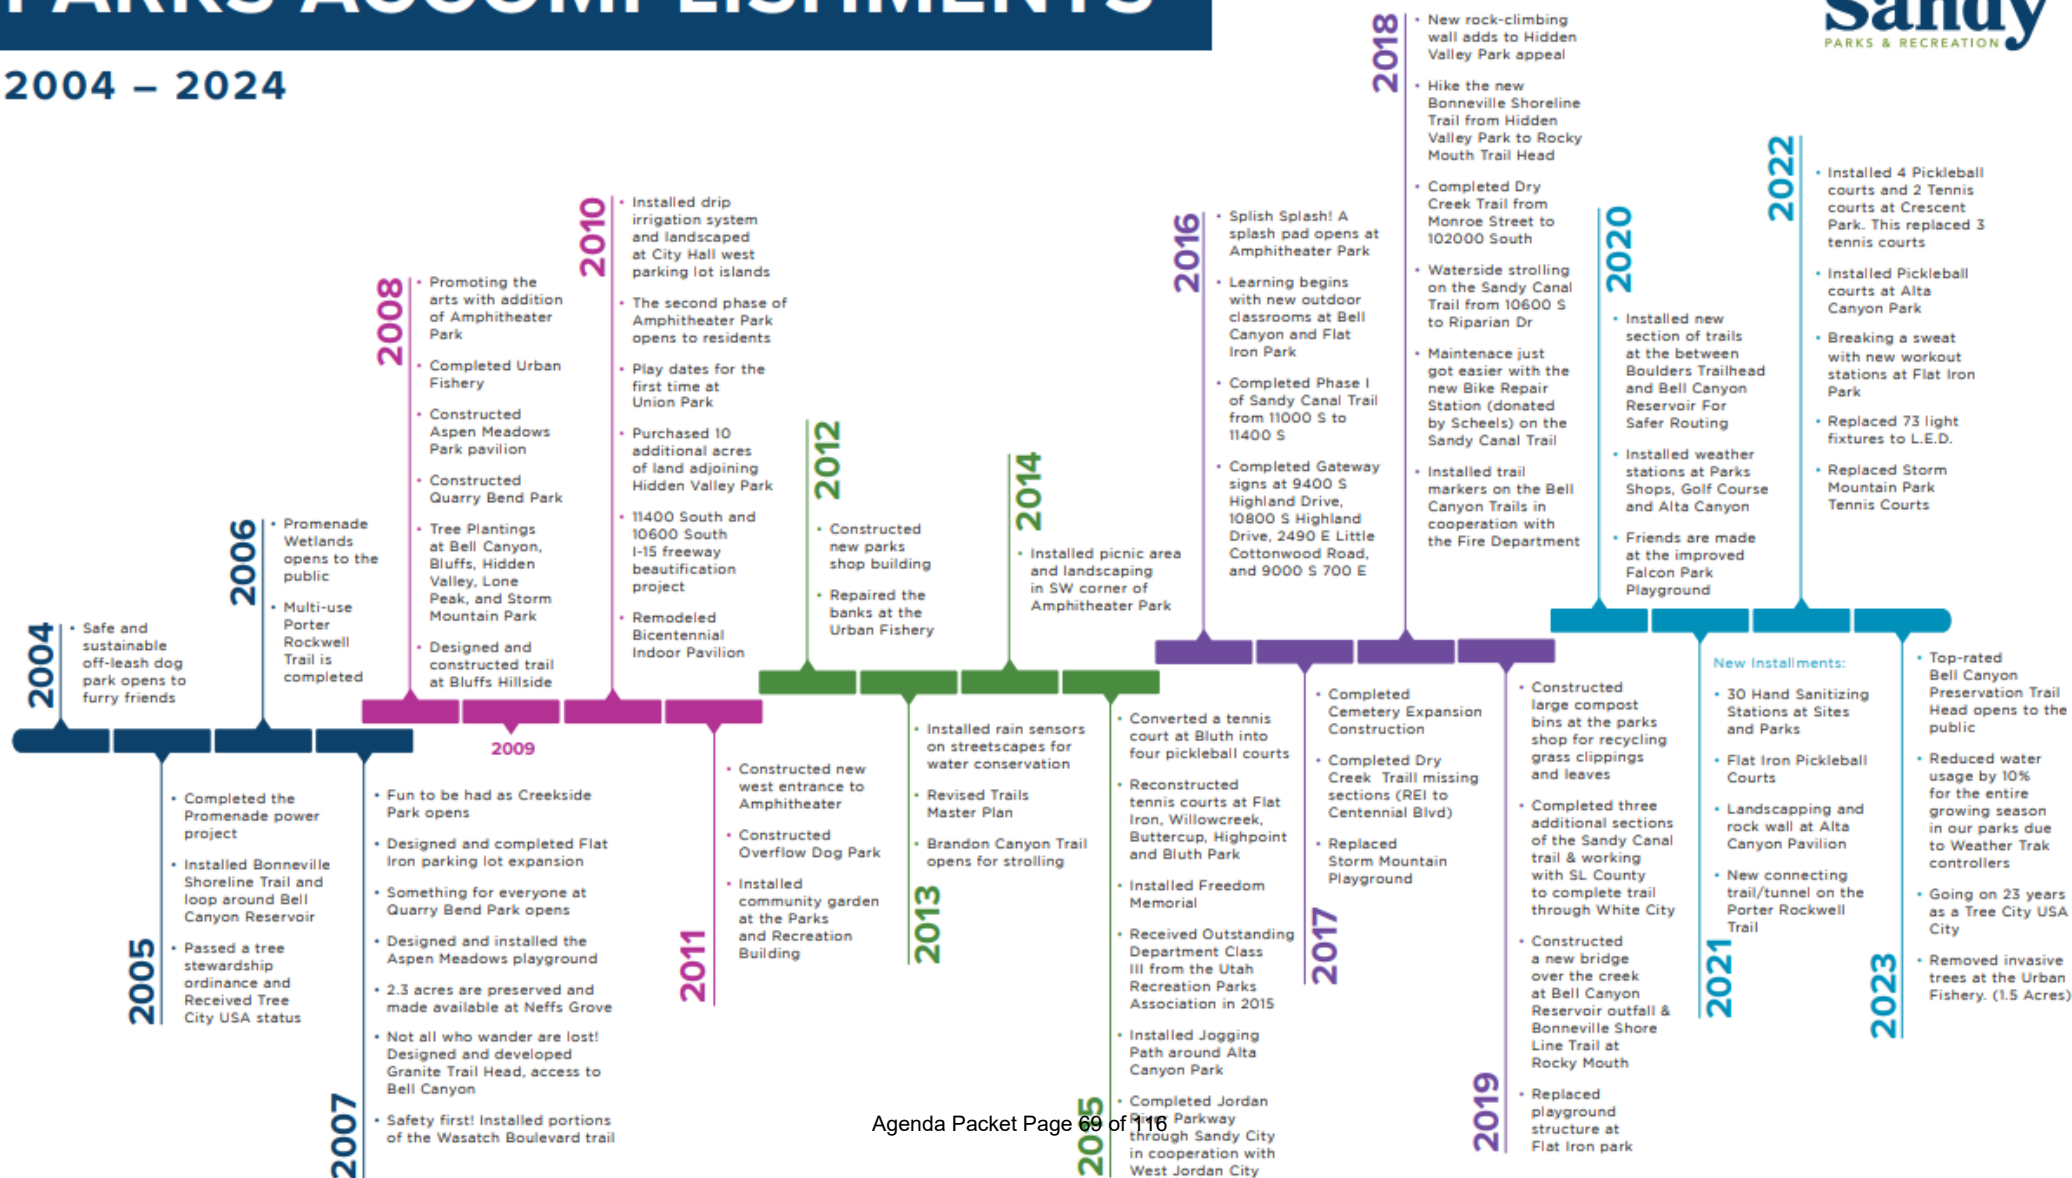 PARKS ACCOMPLISHMENTS
Sandy
PARKS & RECREATION
2004 – 2024
2004
• Safe and
sustainable
off-leash dog
park opens to
furry friends
2005
• Completed the
Promenade power
project
• Installed Bonneville
Shoreline Trail and
loop around Bell
Canyon Reservoir
• Passed a tree
stewardship
ordinance and
Received Tree
City USA status
2006
• Promenade
Wetlands
opens to the
public
• Multi-use
Porter
Rockwell
Trail is
completed
2007
• Fun to be had as Creekside
Park opens
• Designed and completed Flat
Iron parking lot expansion
• Something for everyone at
Quarry Bend Park opens
• Designed and installed the
Aspen Meadows playground
• 2.3 acres are preserved and
made available at Neffs Grove
• Not all who wander are lost!
Designed and developed
Granite Trail Head, access to
Bell Canyon
• Safety first! Installed portions
of the Wasatch Boulevard trail
2008
• Promoting the
arts with addition
of Amphitheater
Park
• Completed Urban
Fishery
• Constructed
Aspen Meadows
Park pavilion
• Constructed
Quarry Bend Park
• Tree Plantings
at Bell Canyon,
Bluffs, Hidden
Valley, Lone
Peak, and Storm
Mountain Park
• Designed and
constructed trail
at Bluffs Hillside
2009
2010
• Installed drip
irrigation system
and landscaped
at City Hall west
parking lot islands
• The second phase of
Amphitheater Park
opens to residents
• Play dates for the
first time at
Union Park
• Purchased 10
additional acres
of land adjoining
Hidden Valley Park
• 11400 South and
10600 South
I-15 freeway
beautification
project
• Remodeled
Bicentennial
Indoor Pavilion
2011
• Constructed new
west entrance to
Amphitheater
• Constructed
Overflow Dog Park
• Installed
community garden
at the Parks
and Recreation
Building
2012
• Constructed
new parks
shop building
• Repaired the
banks at the
Urban Fishery
2013
• Installed rain sensors
on streetscapes for
water conservation
• Revised Trails
Master Plan
• Brandon Canyon Trail
opens for strolling
2014
• Installed picnic area
and landscaping
in SW corner of
Amphitheater Park
2015
• Converted a tennis
court at Bluth into
four pickleball courts
• Reconstructed
tennis courts at Flat
Iron, Willowcreek,
Buttercup, Highpoint
and Bluth Park
• Installed Freedom
Memorial
• Received Outstanding
Department Class
III from the Utah
Recreation Parks
Association in 2015
• Installed Jogging
Path around Alta
Canyon Park
• Completed Jordan
River Parkway
through Sandy City
in cooperation with
West Jordan City
2016
• Splish Splash! A
splash pad opens at
Amphitheater Park
• Learning begins
with new outdoor
classrooms at Bell
Canyon and Flat
Iron Park
• Completed Phase I
of Sandy Canal Trail
from 11000 S to
11400 S
• Completed Gateway
signs at 9400 S
Highland Drive,
10800 S Highland
Drive, 2490 E Little
Cottonwood Road,
and 9000 S 700 E
2017
• Completed
Cemetery Expansion
Construction
• Completed Dry
Creek Traill missing
sections (REI to
Centennial Blvd)
• Replaced
Storm Mountain
Playground
2018
• New rock-climbing
wall adds to Hidden
Valley Park appeal
• Hike the new
Bonneville Shoreline
Trail from Hidden
Valley Park to Rocky
Mouth Trail Head
• Completed Dry
Creek Trail from
Monroe Street to
102000 South
• Waterside strolling
on the Sandy Canal
Trail from 10600 S
to Riparian Dr
• Maintenace just
got easier with the
new Bike Repair
Station (donated
by Scheels) on the
Sandy Canal Trail
• Installed trail
markers on the Bell
Canyon Trails in
cooperation with
the Fire Department
2019
• Constructed
large compost
bins at the parks
shop for recycling
grass clippings
and leaves
• Completed three
additional sections
of the Sandy Canal
trail & working
with SL County
to complete trail
through White City
• Constructed
a new bridge
over the creek
at Bell Canyon
Reservoir outfall &
Bonneville Shore
Line Trail at
Rocky Mouth
• Replaced
playground
structure at
Flat Iron park
2020
• Installed new
section of trails
at the between
Boulders Trailhead
and Bell Canyon
Reservoir For
Safer Routing
• Installed weather
stations at Parks
Shops, Golf Course
and Alta Canyon
• Friends are made
at the improved
Falcon Park
Playground
2021
New Installments:
• 30 Hand Sanitizing
Stations at Sites
and Parks
• Flat Iron Pickleball
Courts
• Landscapping and
rock wall at Alta
Canyon Pavilion
• New connecting
trail/tunnel on the
Porter Rockwell
Trail
2022
• Installed 4 Pickleball
courts and 2 Tennis
courts at Crescent
Park. This replaced 3
tennis courts
• Installed Pickleball
courts at Alta
Canyon Park
• Breaking a sweat
with new workout
stations at Flat Iron
Park
• Replaced 73 light
fixtures to L.E.D.
• Replaced Storm
Mountain Park
Tennis Courts
2023
• Top-rated
Bell Canyon
Preservation Trail
Head opens to the
public
• Reduced water
usage by 10%
for the entire
growing season
in our parks due
to Weather Trak
controllers
• Going on 23 years
as a Tree City USA
City
• Removed invasive
trees at the Urban
Fishery. (1.5 Acres)
Agenda Packet Page 69 of 116